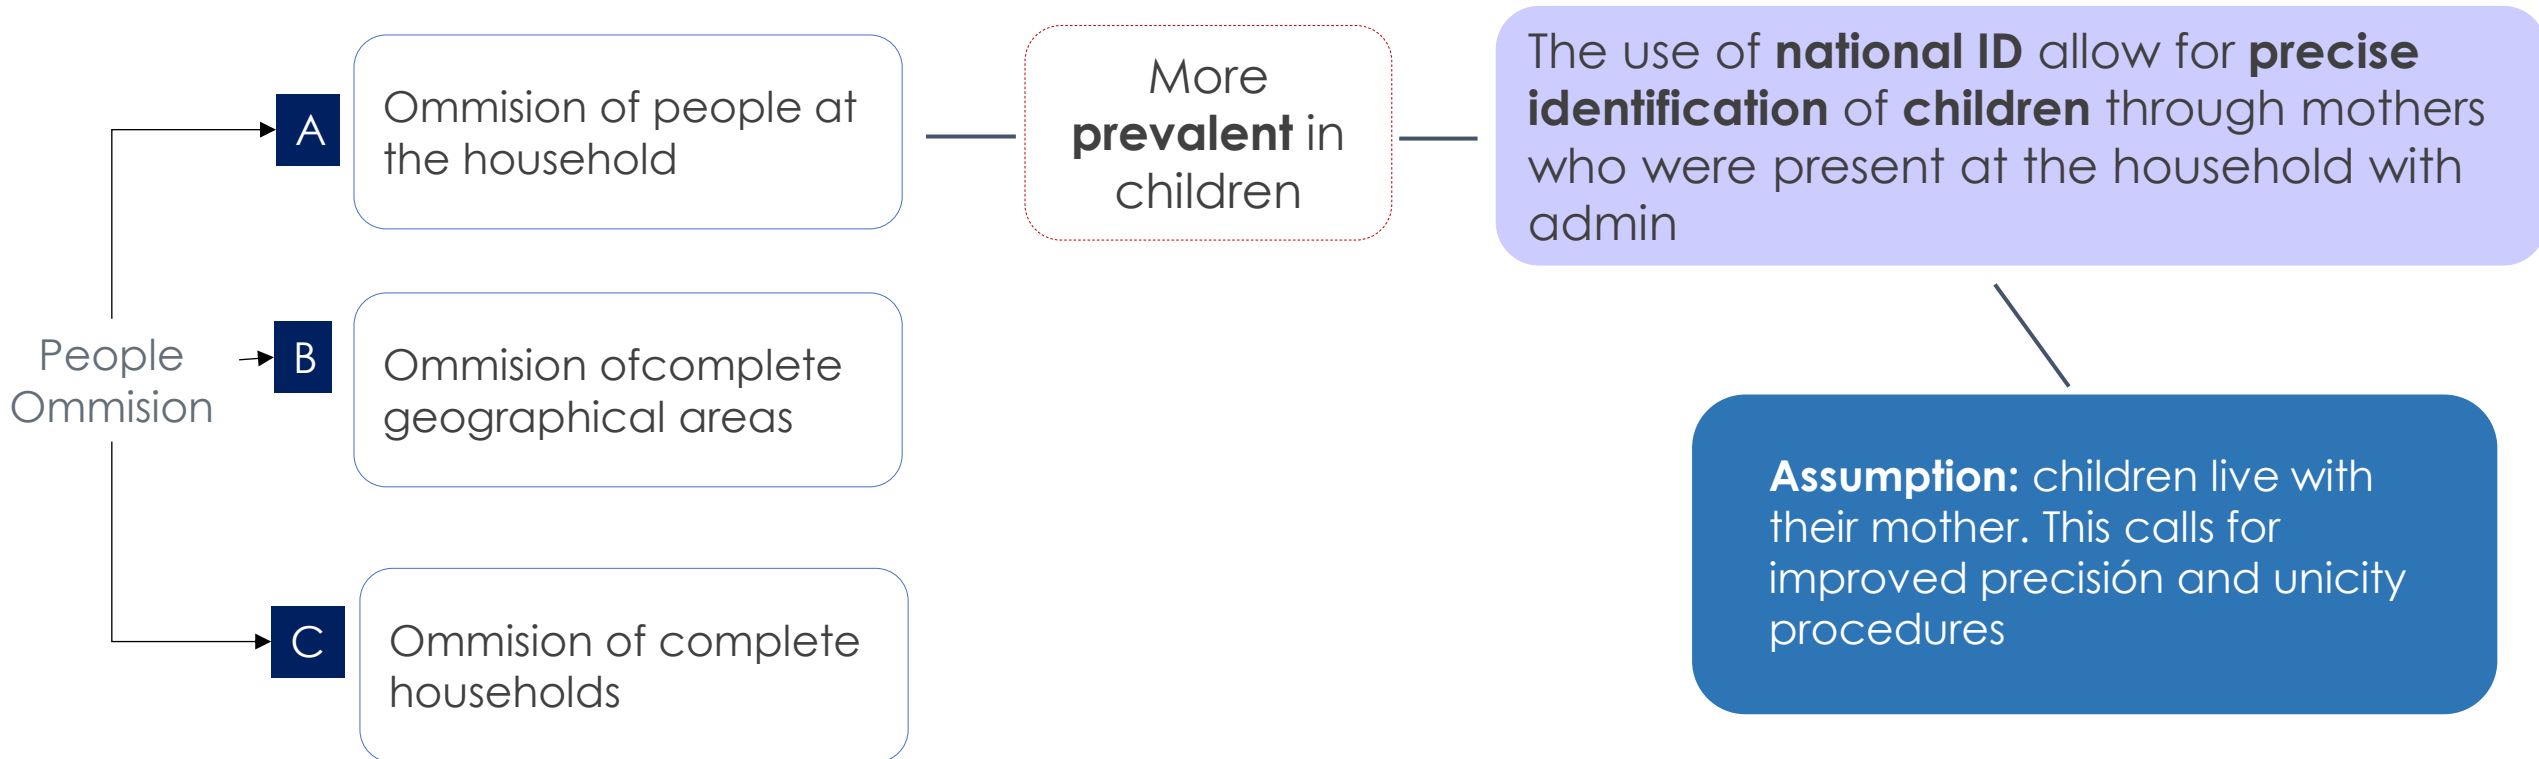 People
Ommision
A
Ommision of people at
the household
More
prevalent in
children
The use of national ID allow for precise
identification of children through mothers
who were present at the household with
admin
B
Ommision ofcomplete
geographical areas
Assumption: children live with
their mother. This calls for
improved precisión and unicity
procedures
C
Ommision of complete
households